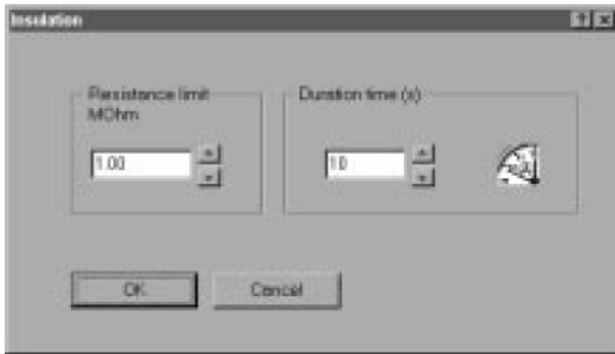 Insulation
Resistance limit
MOhm
Duration time (s)
1.00
10
OK
Cancel